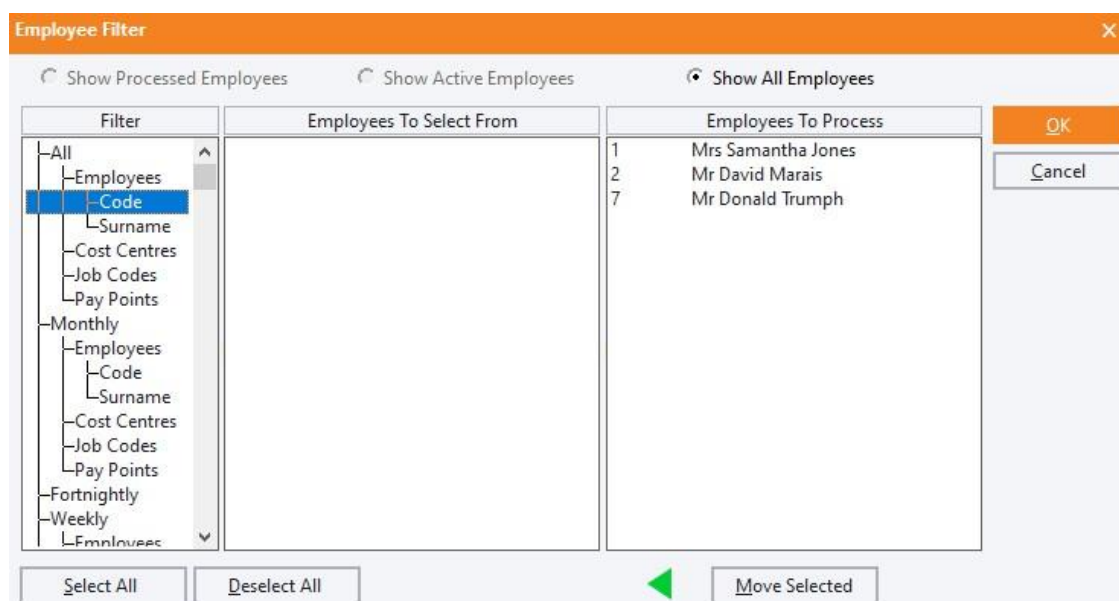 Employee Filter
Show Processed Employees Show Active Employees Show All Employees
Filter Employees To Select From Employees To Process
OK
Cancel
All
Employees
Code
Surname
Cost Centres
Job Codes
Pay Points
Monthly
Employees
Code
Surname
Cost Centres
Job Codes
Pay Points
Fortnightly
Weekly
Employees
1 Mrs Samantha Jones
2 Mr David Marais
7 Mr Donald Trumph
Select All Deselect All Move Selected